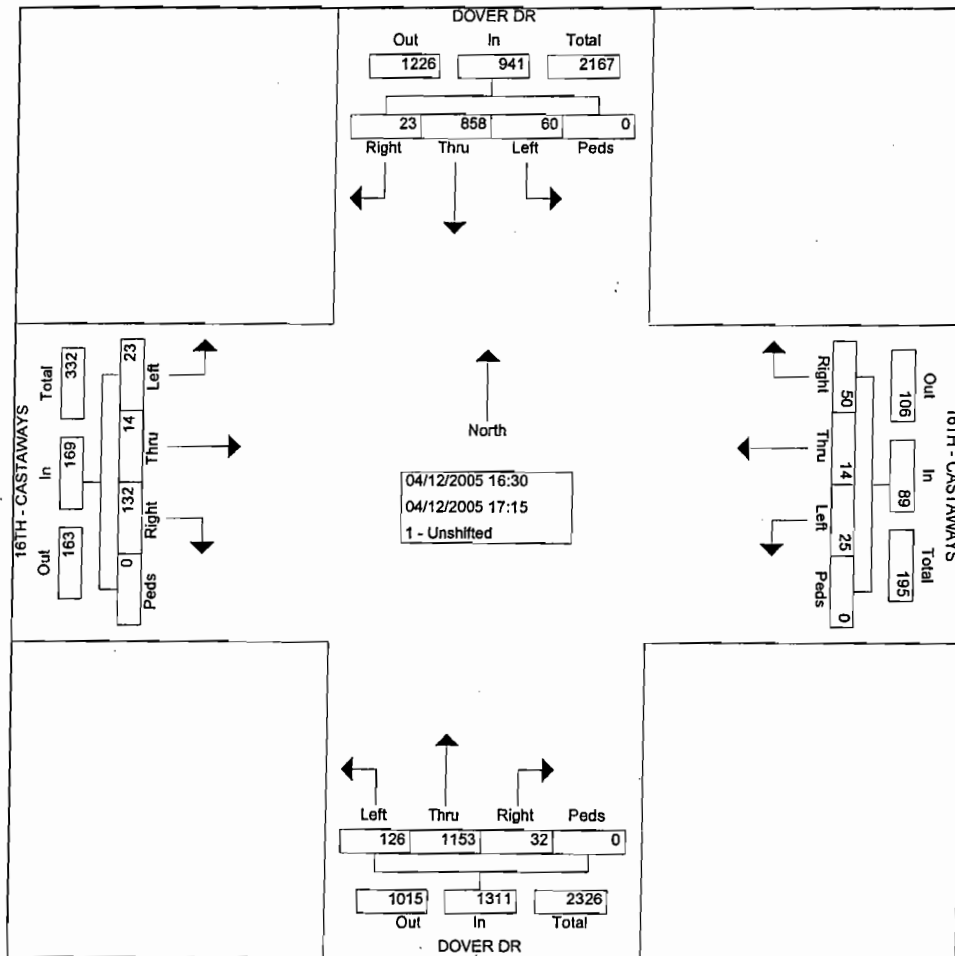 DOVER DR
Out In Total
1226 941 2167
23 858 60 0
Right Thru Left Peds
16TH - CASTAWAYS
Out In Total
163 169 332
23 14 132 0
Left Thru Right Peds
North
04/12/2005 16:30
04/12/2005 17:15
1 - Unshifted
Right Thru Left Peds
50 14 25 0
Out In Total
106 89 195
16TH - CASTAWAYS
Left Thru Right Peds
126 1153 32 0
1015 1311 2326
Out In Total
DOVER DR